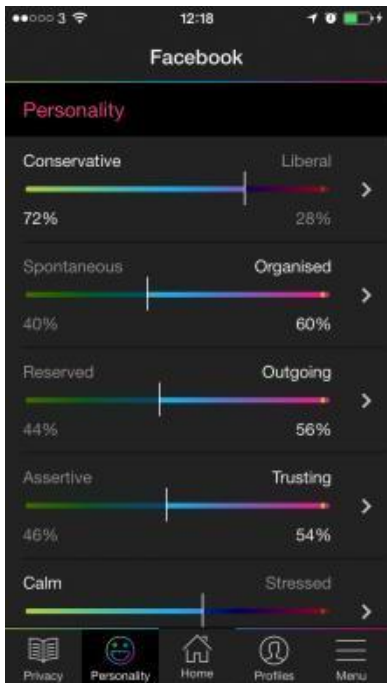 3 12:18
Facebook
Personality
Conservative Liberal
72% 28%
Spontaneous Organised
40% 60%
Reserved Outgoing
44% 56%
Assertive Trusting
46% 54%
Calm Stressed
Privacy Personality Home Profiles Menu